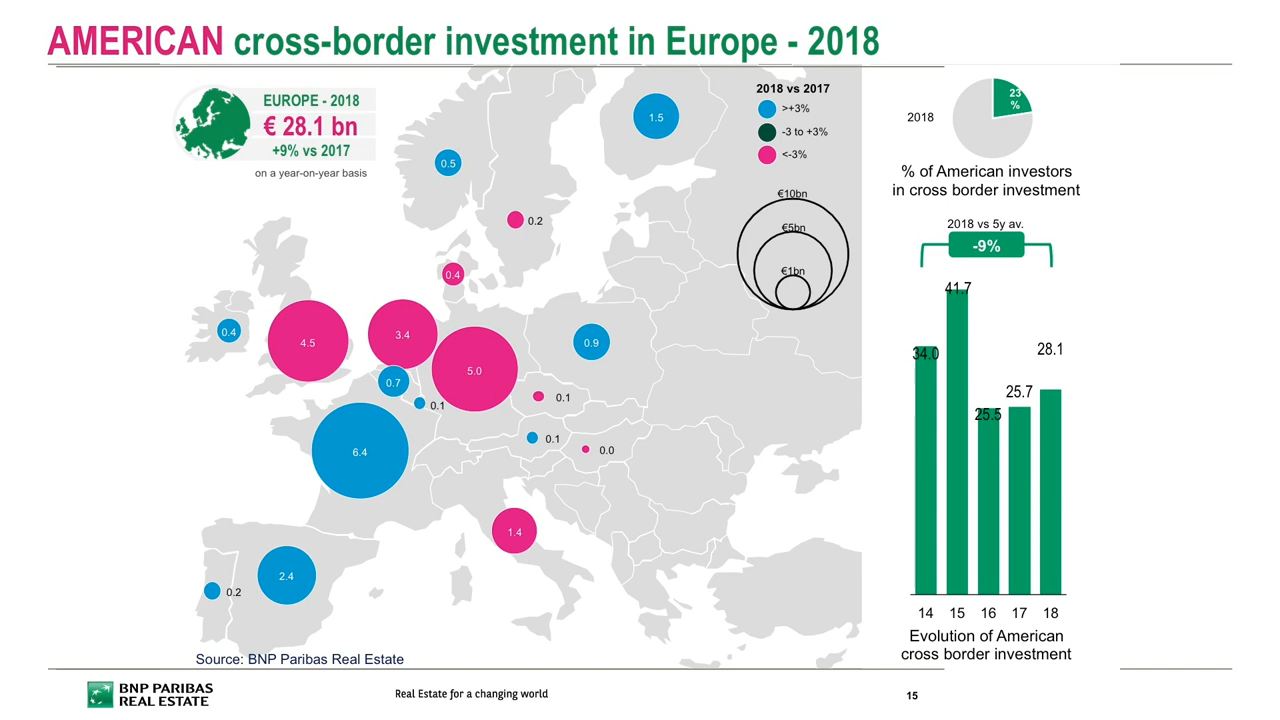 AMERICAN cross-border investment in Europe - 2018
EUROPE - 2018
€ 28.1 bn
+9% vs 2017
on a year-on-year basis
2018 vs 2017
>+3%
-3 to +3%
<-3%
€10bn
€5bn
€1bn
1.5
0.5
0.2
0.4
0.4
4.5
3.4
5.0
0.9
0.7
0.1
0.1
6.4
0.1
0.0
1.4
2.4
0.2
Source: BNP Paribas Real Estate
2018
23
%
% of American investors
in cross border investment
2018 vs 5y av.
-9%
34.0
41.7
25.5
25.7
28.1
14 15 16 17 18
Evolution of American
cross border investment
BNP PARIBAS
REAL ESTATE
Real Estate for a changing world
15